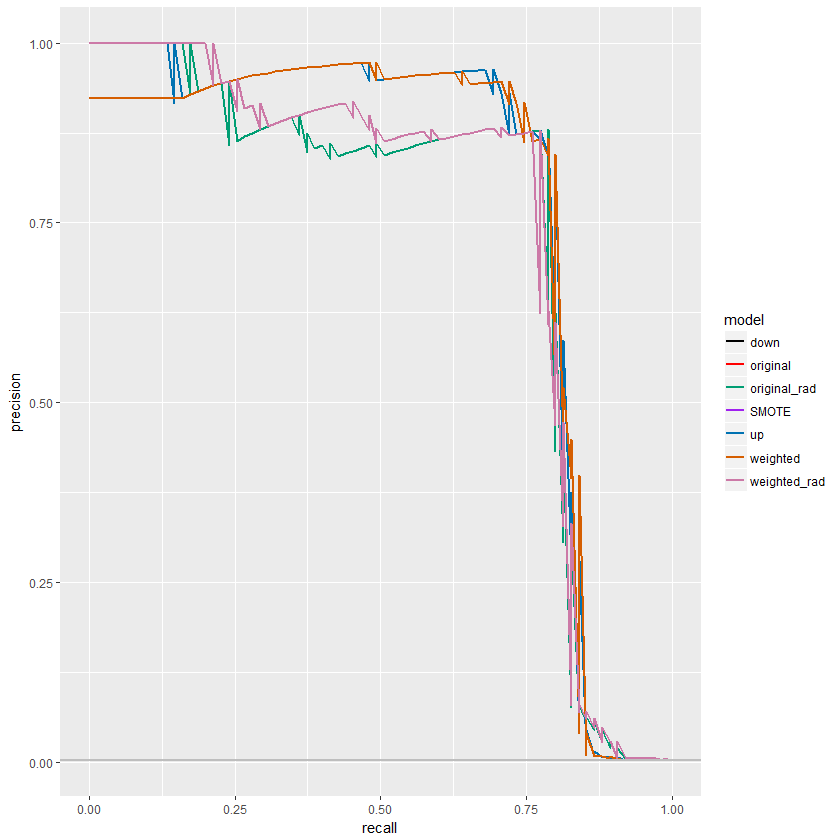 1.00
0.75
0.50
0.25
0.00
precision
0.00
0.25
0.50
0.75
1.00
recall
model
down
original
original_rad
SMOTE
up
weighted
weighted_rad